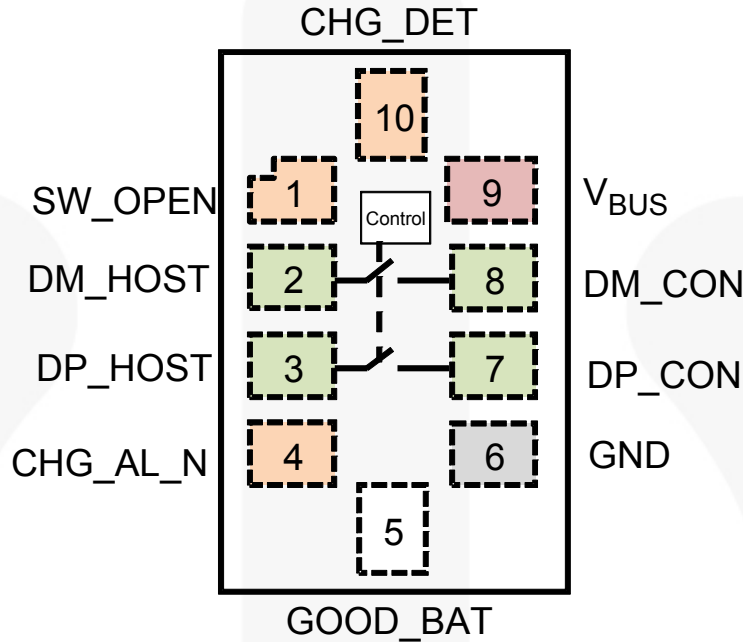 CHG_DET
10
SW_OPEN 1 9 VBUS
Control
DM_HOST 2 8 DM_CON
DP_HOST 3 7 DP_CON
CHG_AL_N 4 6 GND
5
GOOD_BAT